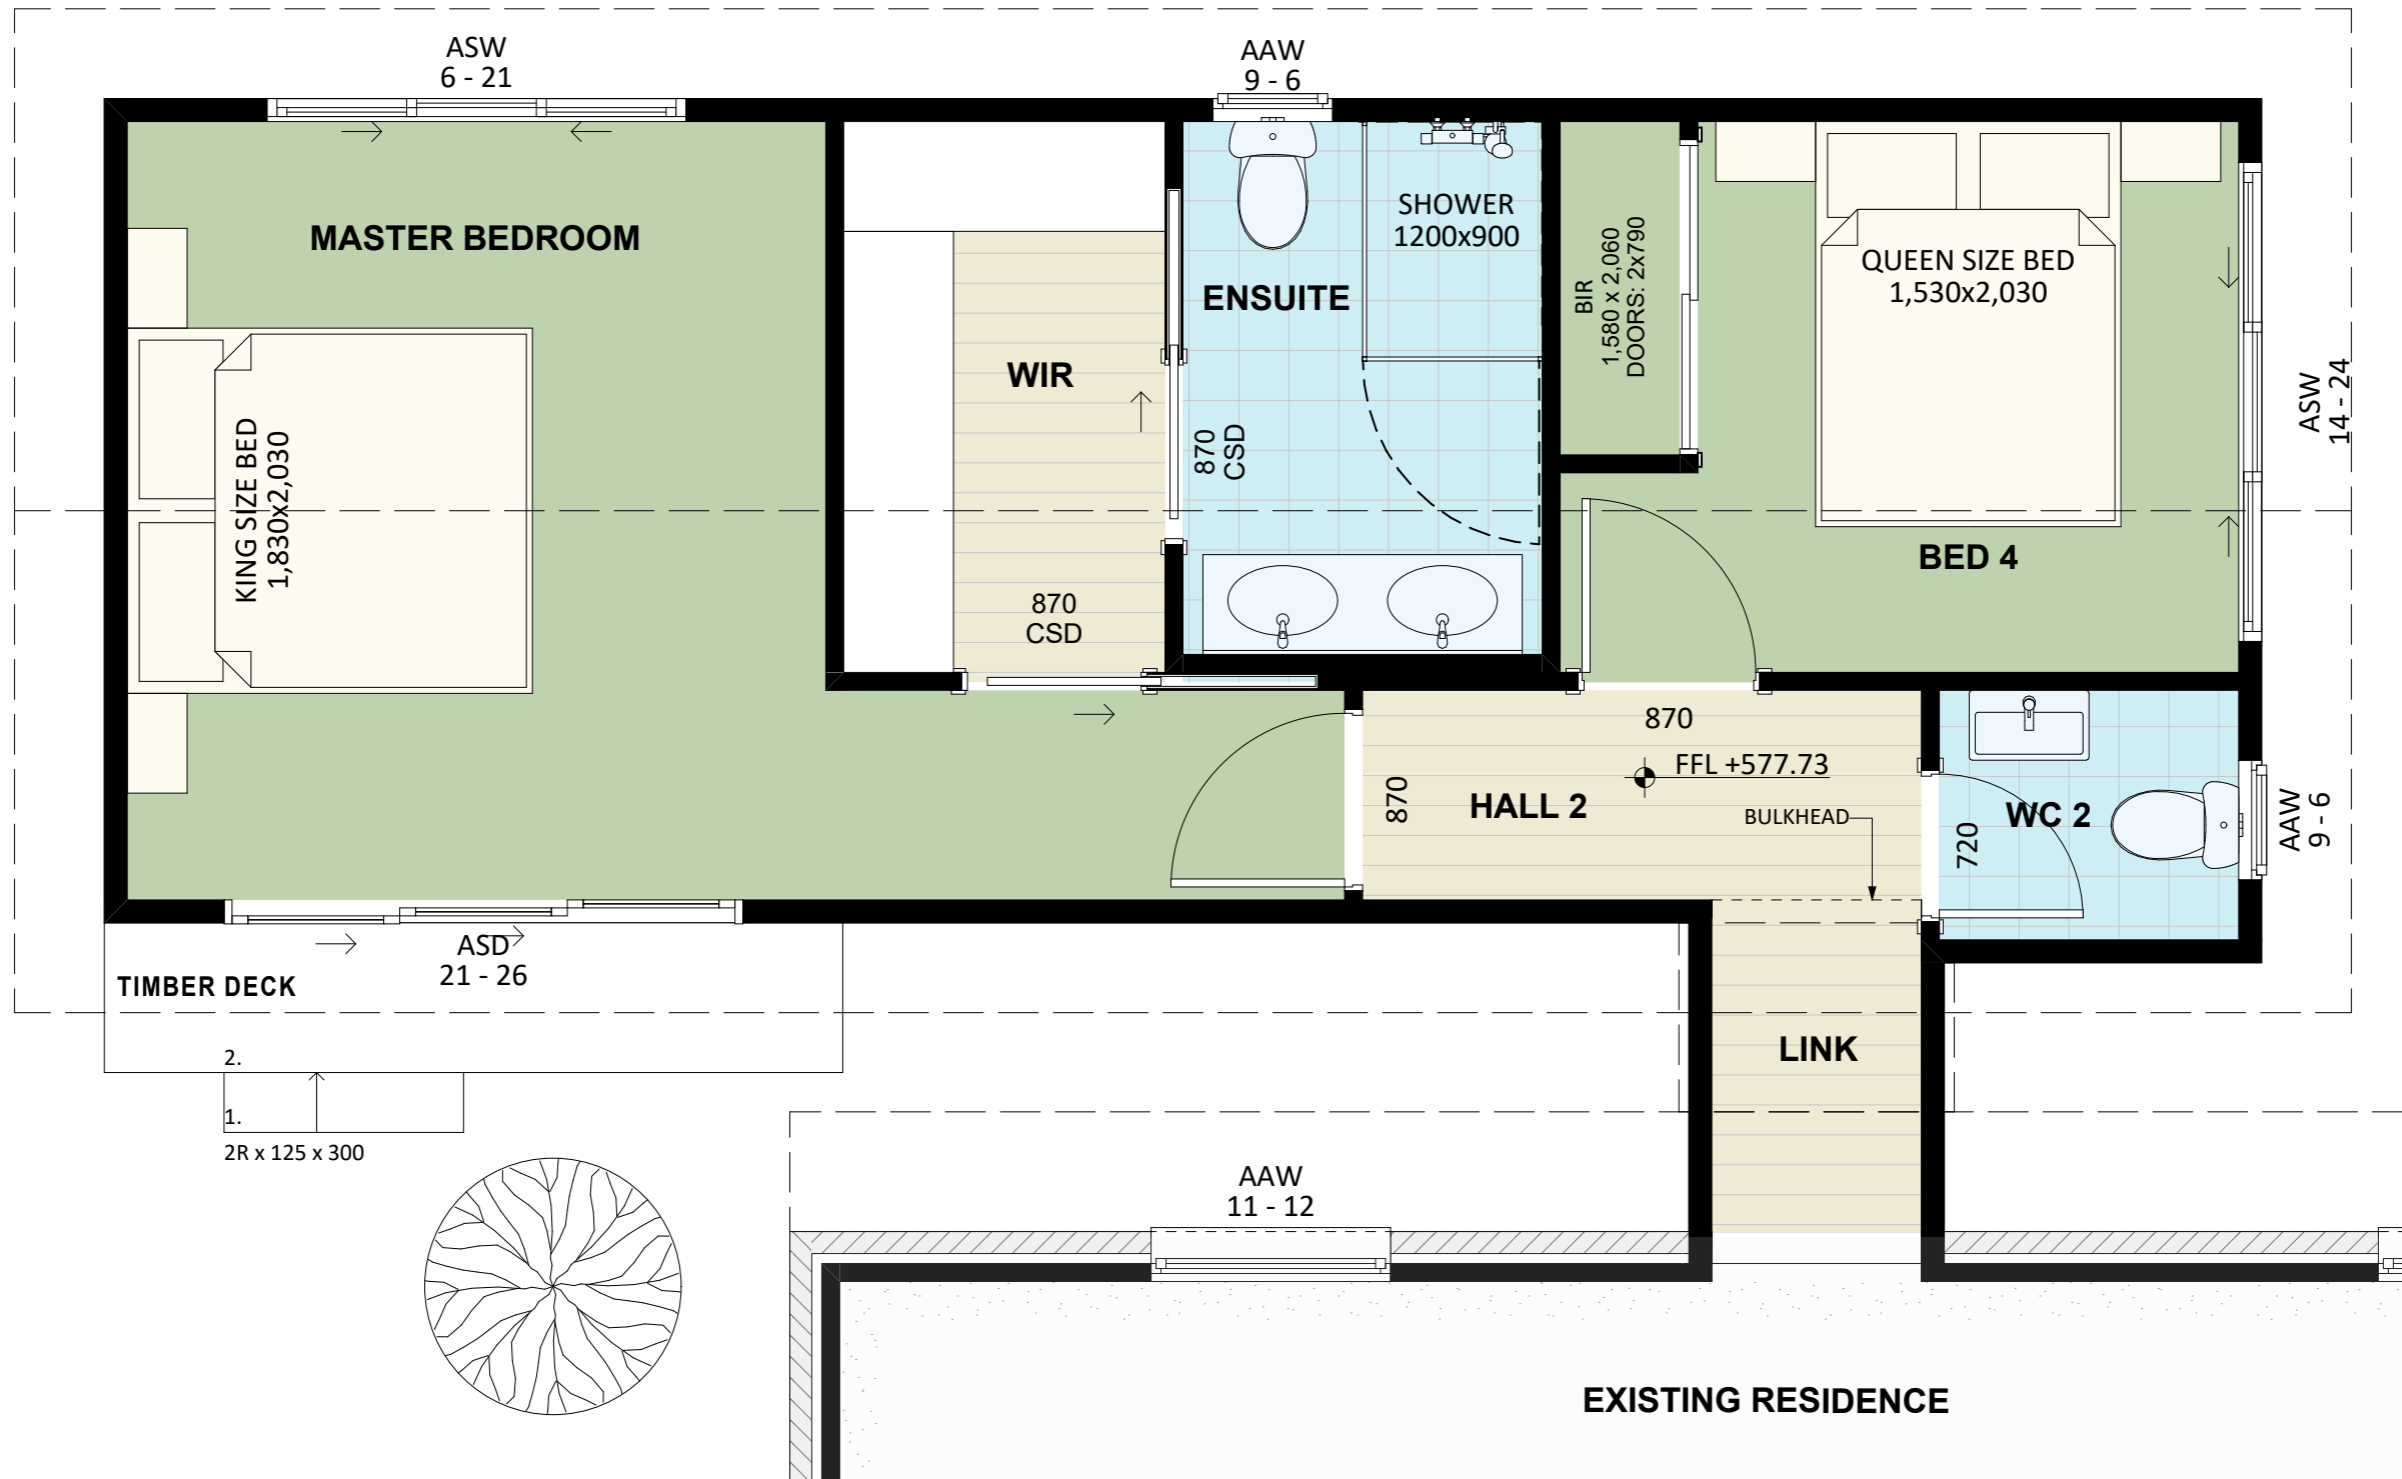 ASW
6 - 21
AAW
9 - 6
MASTER BEDROOM
SHOWER
1200x900
ENSUITE
BIR
1,580 x 2,060
DOORS: 2x790
QUEEN SIZE BED
1,530x2,030
WIR
ASW
14 - 24
KING SIZE BED
1,830x2,030
870
CSD
BED 4
870
CSD
870
FFL +577.73
870
HALL 2
BULKHEAD
WC 2
720
AAW
9 - 6
ASD
21 - 26
TIMBER DECK
LINK
2.
1.
2R x 125 x 300
AAW
11 - 12
EXISTING RESIDENCE